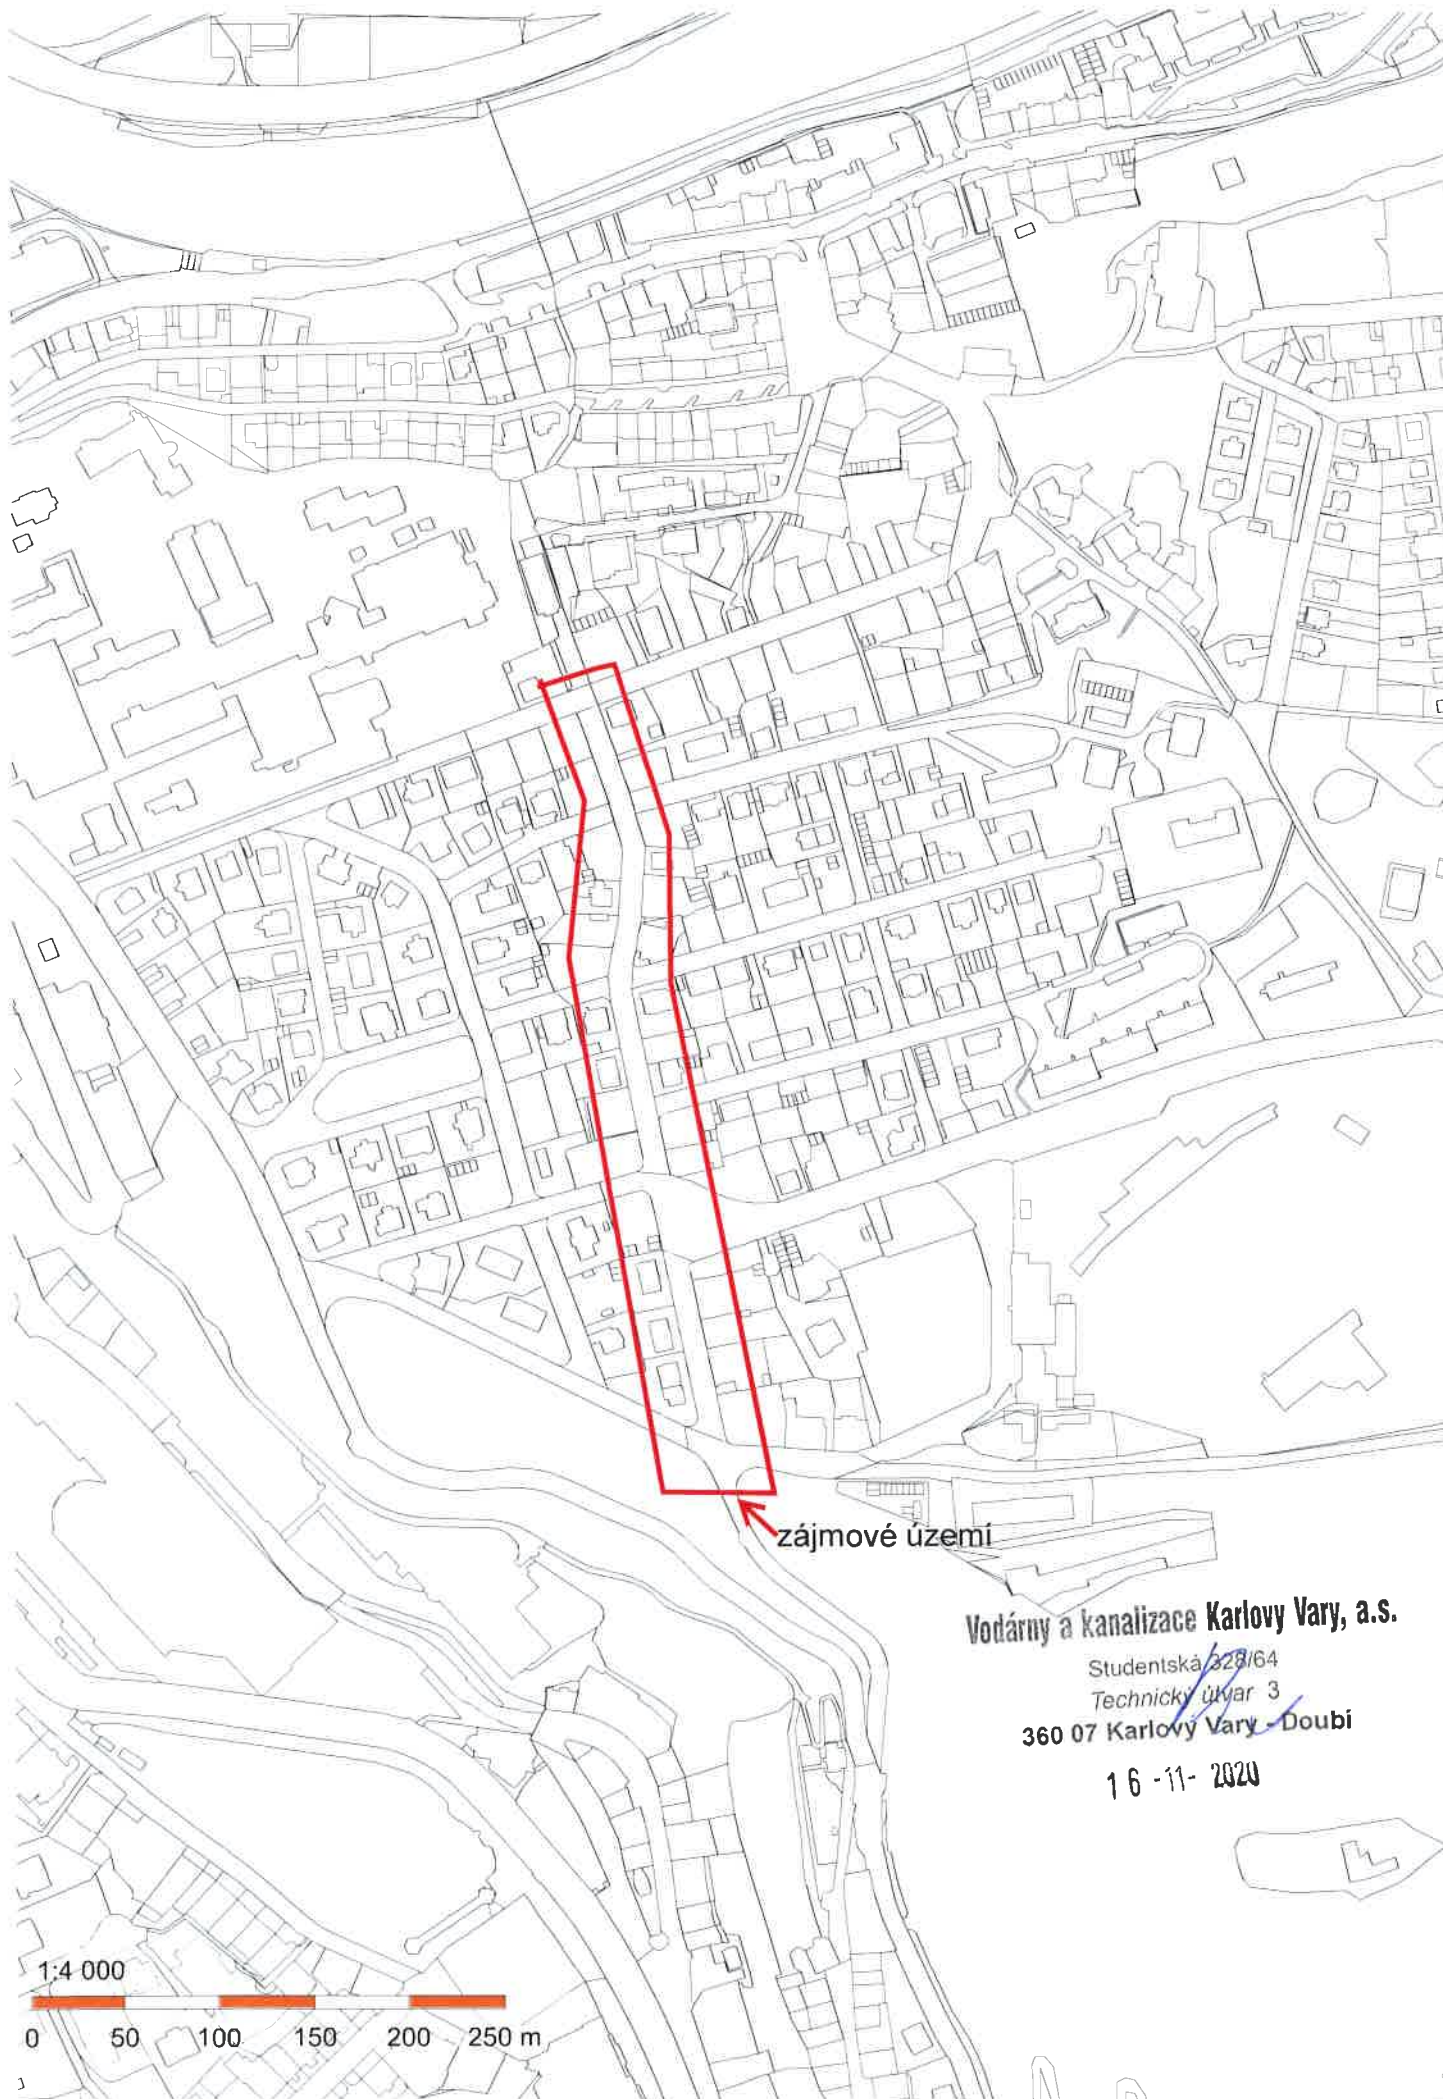 zájmové území
Vodárny a kanalizace Karlovy Vary, a.s.
Studentská 328/64
Technický útvar 3
360 07 Karlovy Vary - Doubí
16 -11- 2020
1:4 000
0 50 100 150 200 250 m